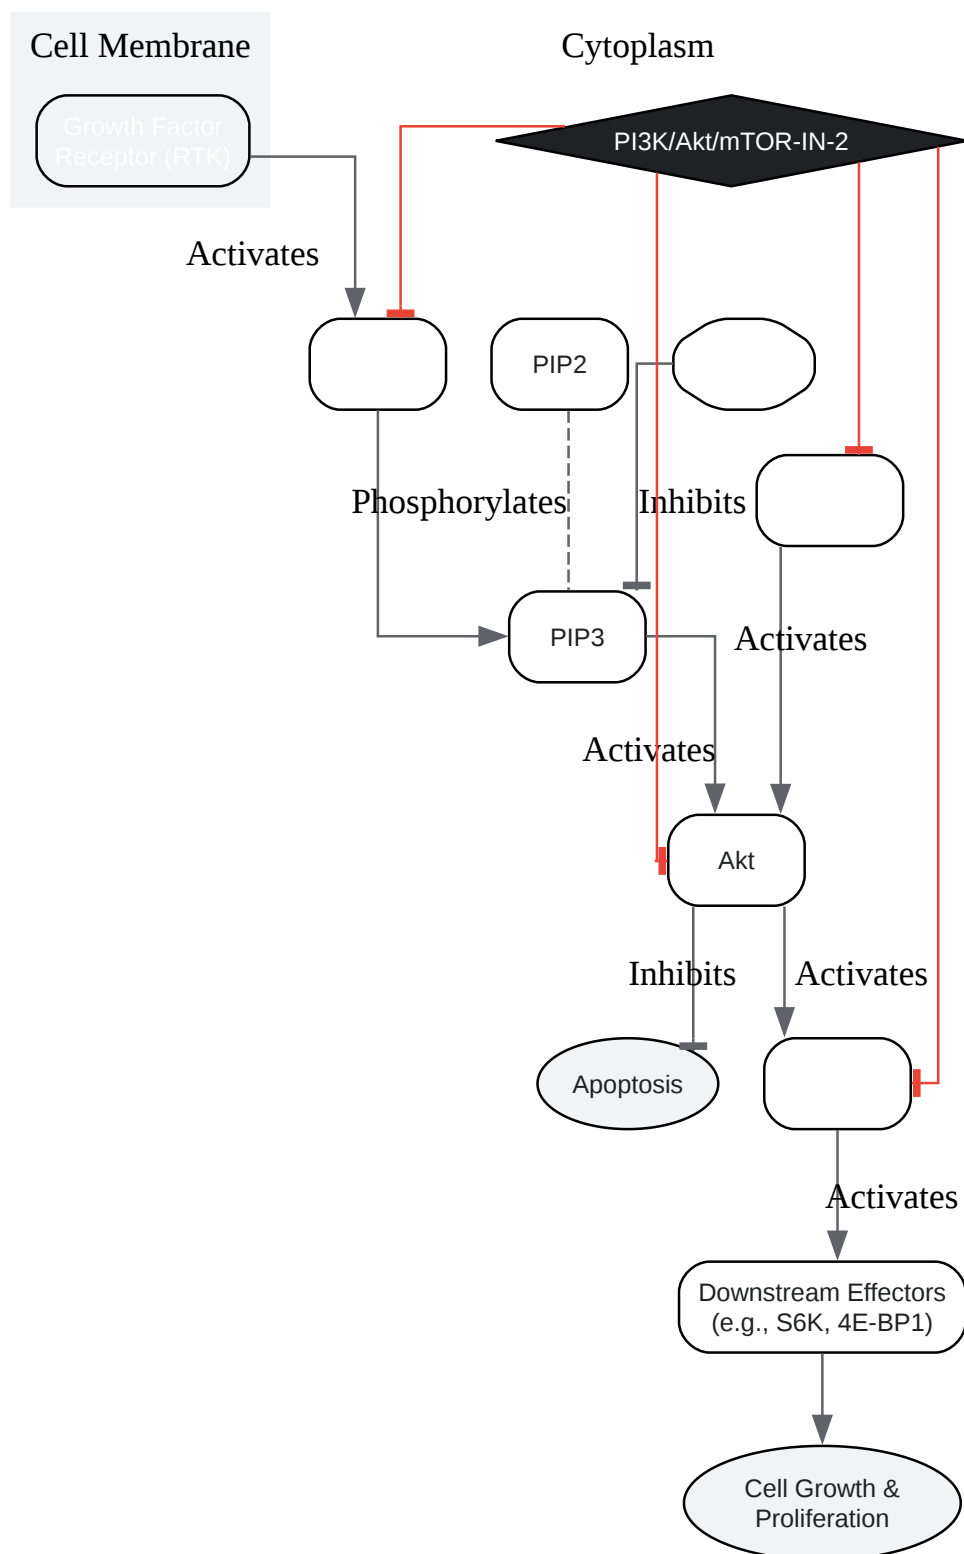 Cell Membrane
Cytoplasm
Growth Factor
Receptor (RTK)
PI3K/Akt/mTOR-IN-2
Activates
PIP2
Phosphorylates
Inhibits
PIP3
Activates
Activates
Akt
Inhibits
Activates
Apoptosis
Activates
Downstream Effectors
(e.g., S6K, 4E-BP1)
Cell Growth &
Proliferation